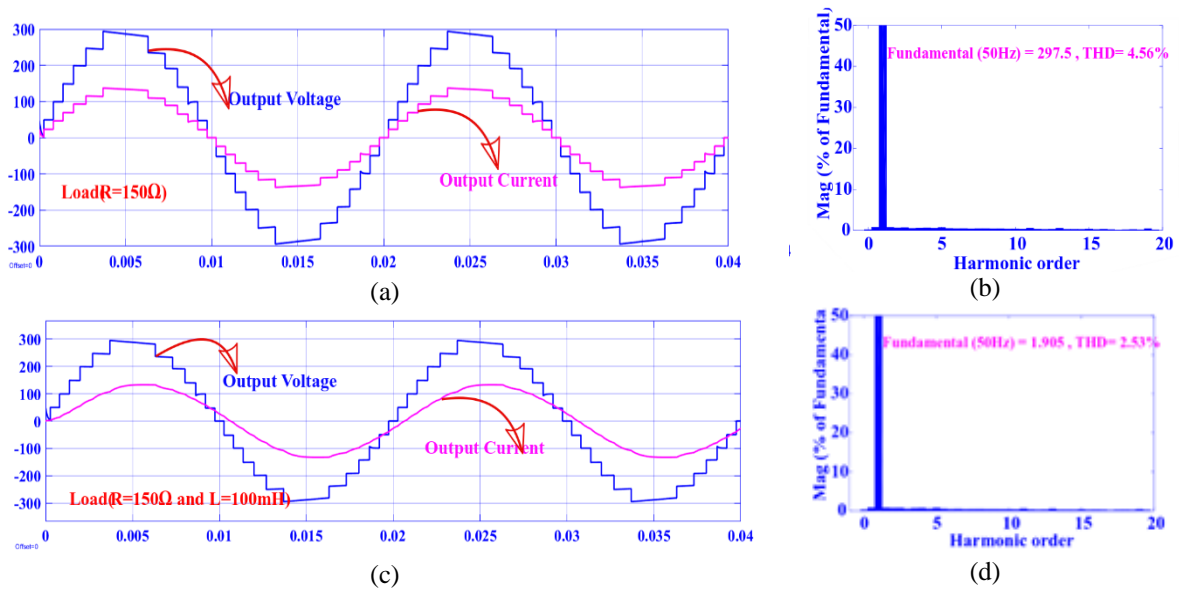 300
200
100
0
-100
-200
-300
Output Voltage
Output Current
Load(R=150Ω)
0 0.005 0.01 0.015 0.02 0.025 0.03 0.035 0.04
Offset=0
(a)
50
40
30
20
10
0
Mag (% of Fundamental)
Fundamental (50Hz) = 297.5 , THD= 4.56%
0 5 10 15 20
Harmonic order
(b)
300
200
100
0
-100
-200
-300
Output Voltage
Output Current
Load(R=150Ω and L=100mH)
0 0.005 0.01 0.015 0.02 0.025 0.03 0.035 0.04
Offset=0
(c)
50
40
30
20
10
0
Mag (% of Fundamenta
Fundamental (50Hz) = 1.905 , THD= 2.53%
0 5 10 15 20
Harmonic order
(d)